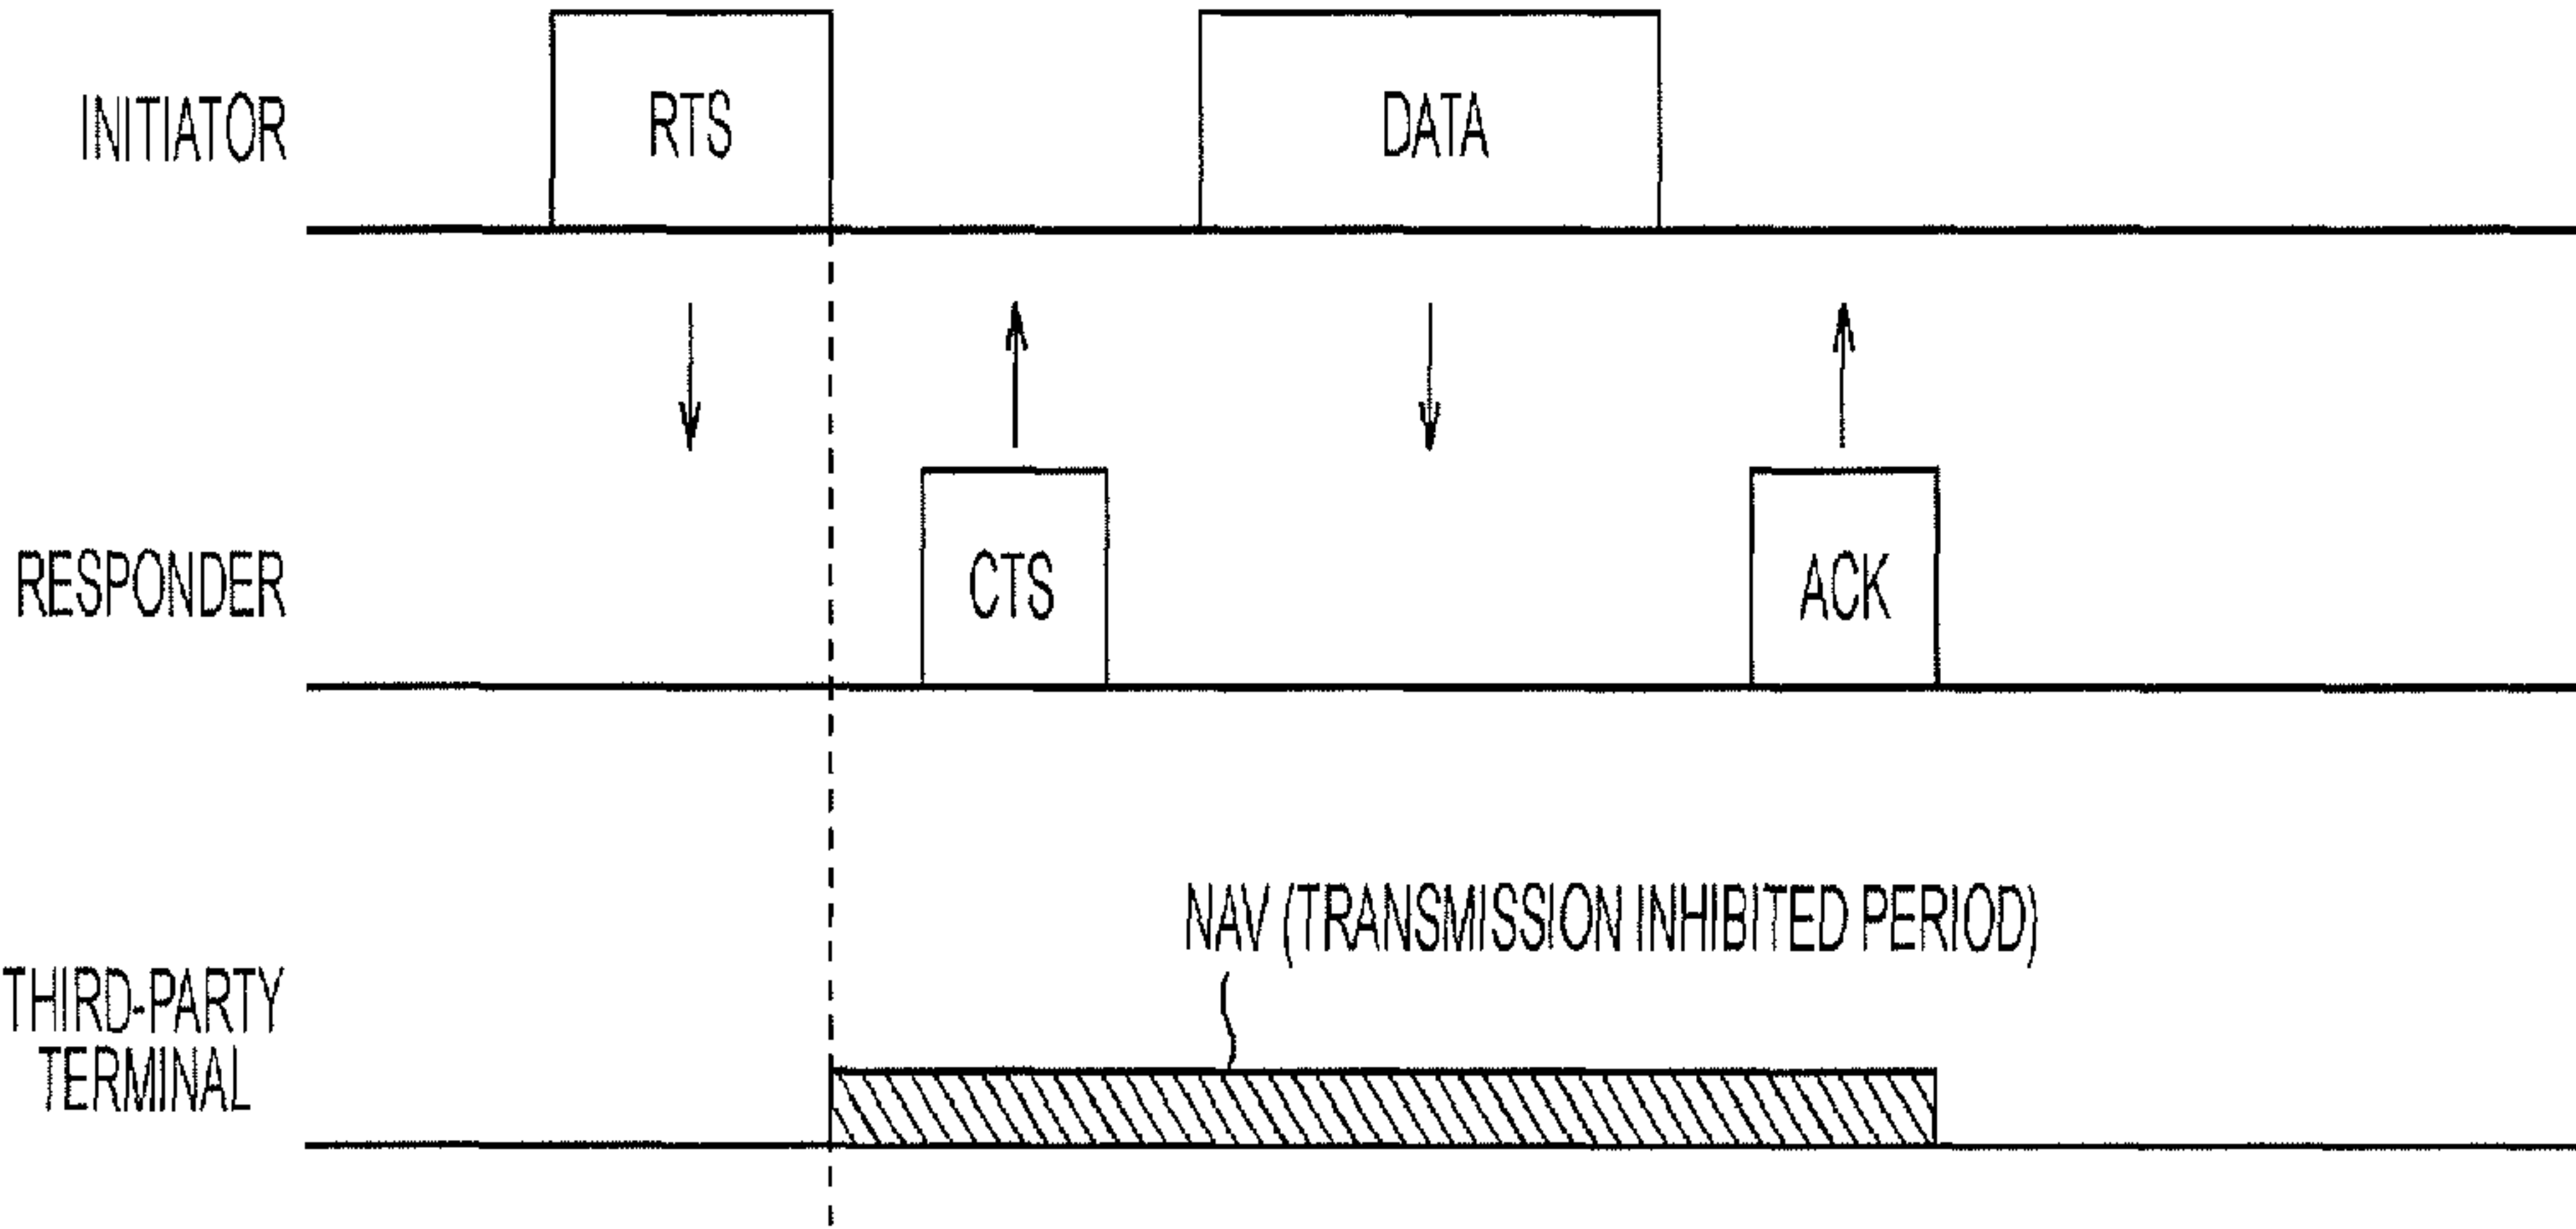 INITIATOR
RTS
DATA
RESPONDER
CTS
ACK
NAV (TRANSMISSION INHIBITED PERIOD)
THIRD-PARTY
TERMINAL